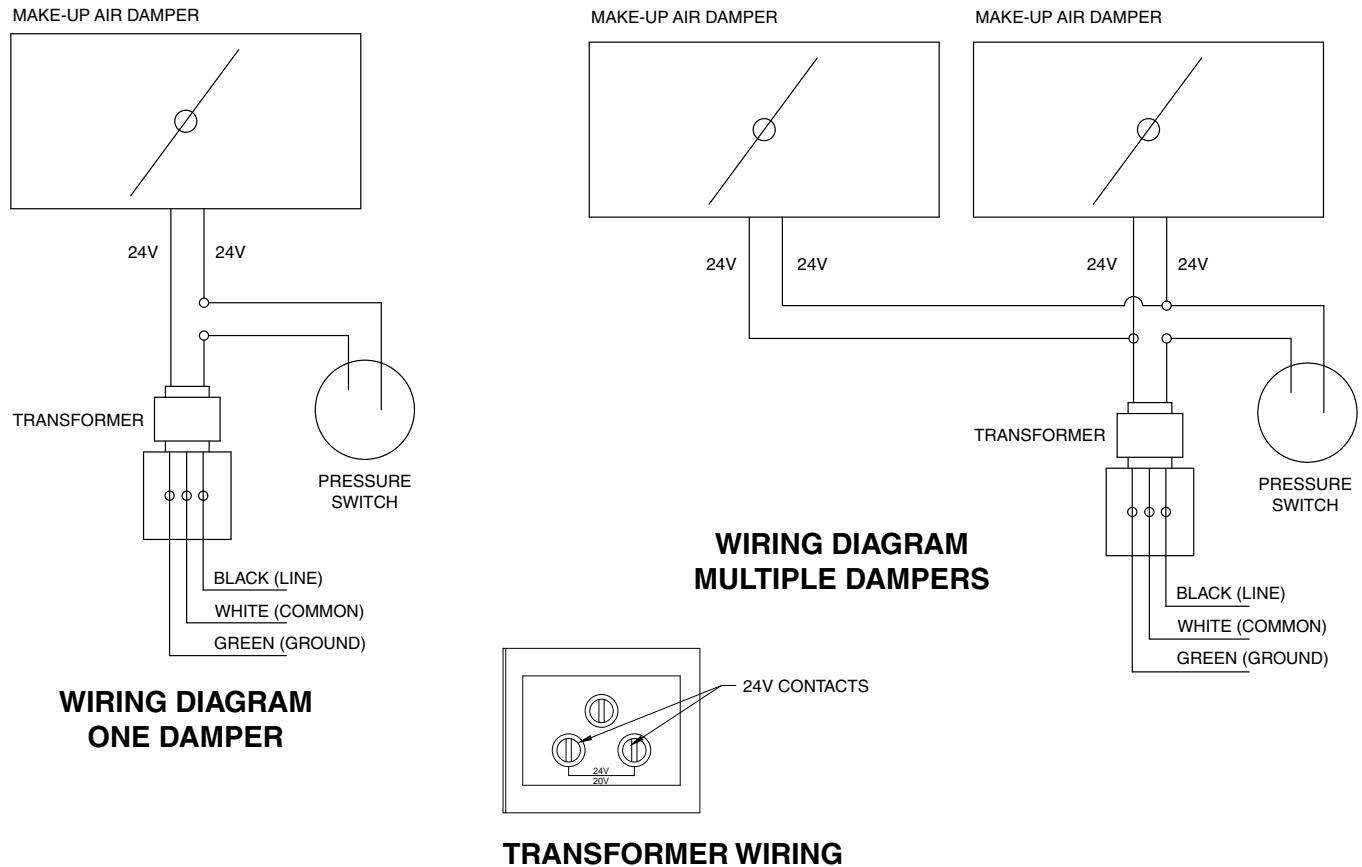 MAKE-UP AIR DAMPER
24V
24V
TRANSFORMER
PRESSURE
SWITCH
BLACK (LINE)
WHITE (COMMON)
GREEN (GROUND)
WIRING DIAGRAM
ONE DAMPER
MAKE-UP AIR DAMPER
MAKE-UP AIR DAMPER
24V
24V
24V
24V
TRANSFORMER
PRESSURE
SWITCH
WIRING DIAGRAM
MULTIPLE DAMPERS
BLACK (LINE)
WHITE (COMMON)
GREEN (GROUND)
24V CONTACTS
24V
20V
TRANSFORMER WIRING